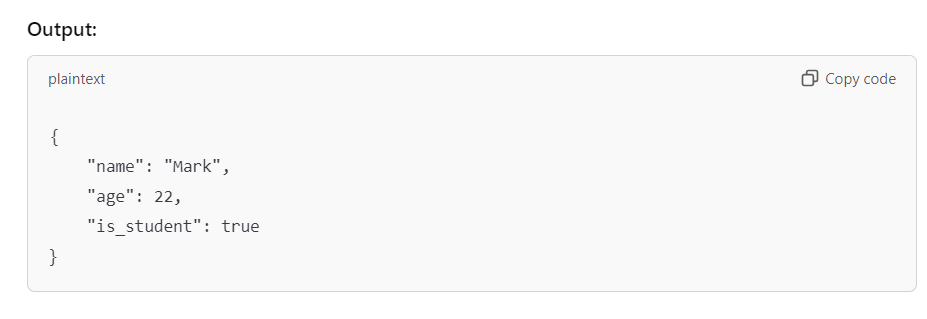 Output:
plaintext
Copy code
{
    "name": "Mark",
    "age": 22,
    "is_student": true
}